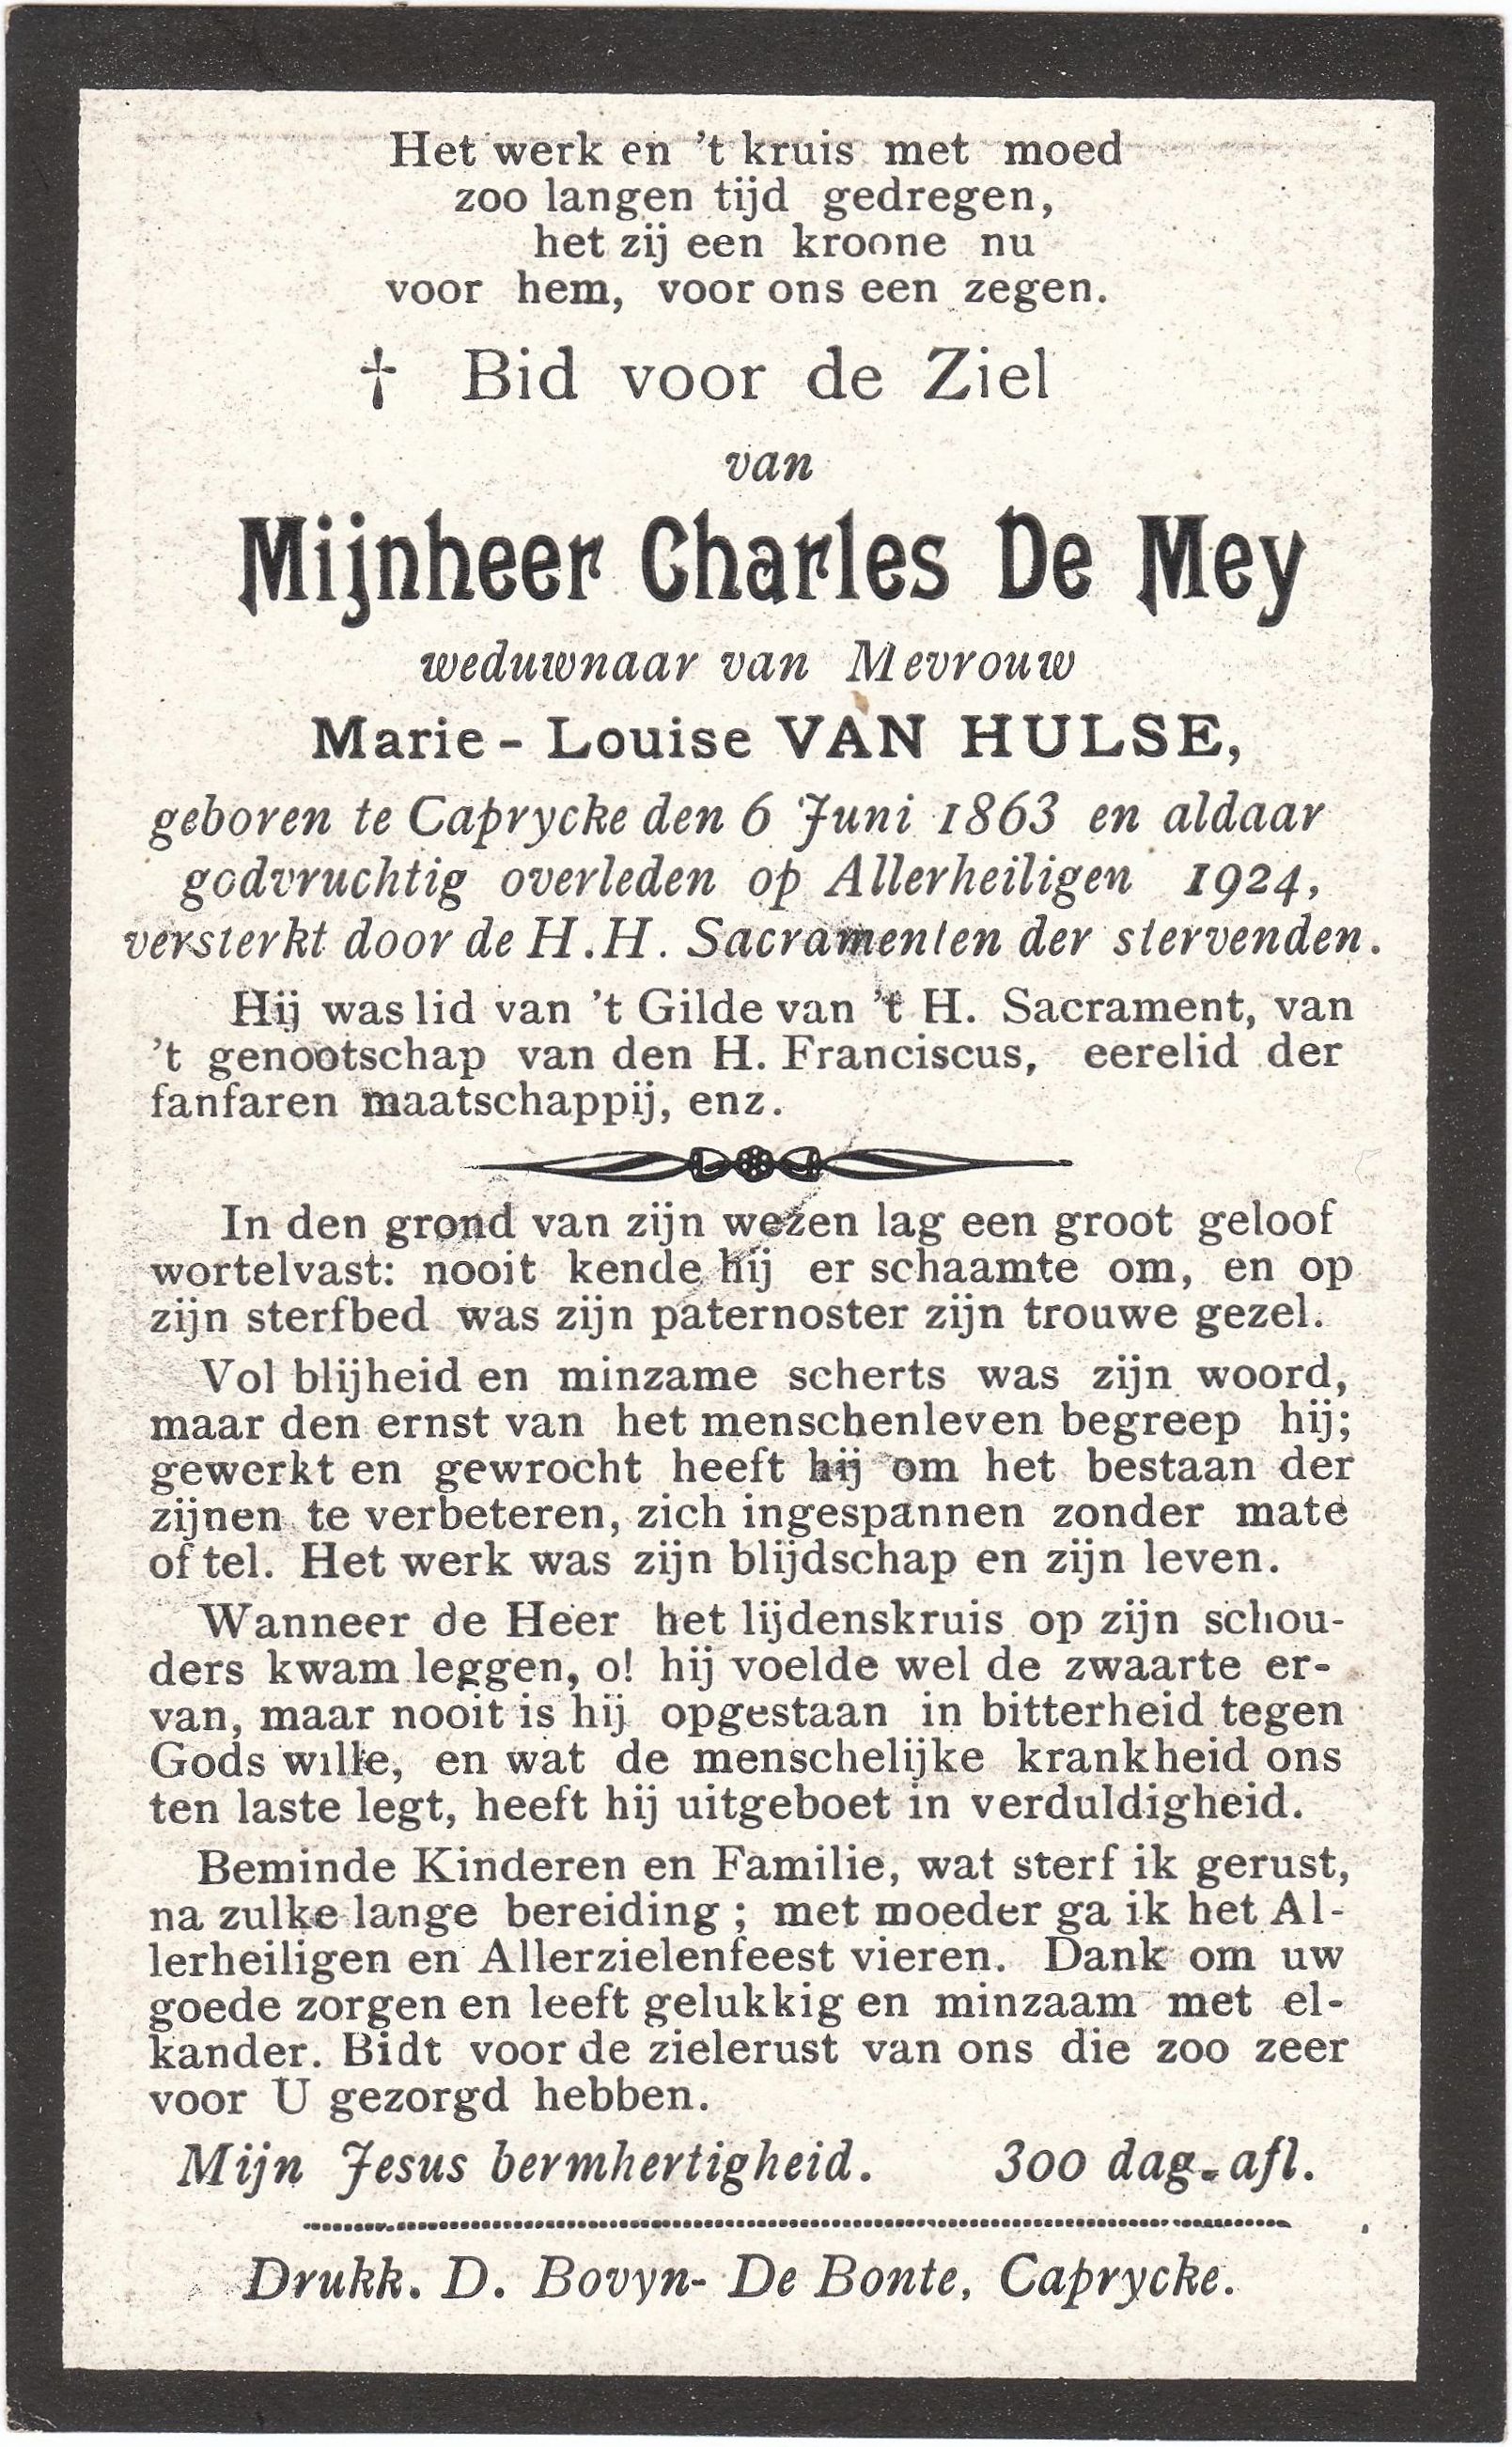 Het werk en 't kruis met moed
zoo langen tijd gedregen,
het zij een kroone nu
voor hem, voor ons een zegen.
† Bid voor de Ziel
van
Mijnheer Charles De Mey
weduwnaar van Mevrouw
Marie - Louise VAN HULSE,
geboren te Caprycke den 6 Juni 1863 en aldaar
godvruchtig overleden op Allerheiligen 1924,
versterkt door de H.H. Sacramenten der stervenden.
Hij was lid van 't Gilde van 't H. Sacrament, van
't genootschap van den H. Franciscus, eerelid der
fanfaren maatschappij, enz.
In den grond van zijn wezen lag een groot geloof
wortelvast: nooit kende hij er schaamte om, en op
zijn sterfbed was zijn paternoster zijn trouwe gezel.
Vol blijheid en minzame scherts was zijn woord,
maar den ernst van het menschenleven begreep hij;
gewerkt en gewrocht heeft hij om het bestaan der
zijnen te verbeteren, zich ingespannen zonder mate
of tel. Het werk was zijn blijdschap en zijn leven.
Wanneer de Heer het lijdenskruis op zijn schou-
ders kwam leggen, o! hij voelde wel de zwaarte er-
van, maar nooit is hij opgestaan in bitterheid tegen
Gods wille, en wat de menschelijke krankheid ons
ten laste legt, heeft hij uitgeboet in verduldigheid.
Beminde Kinderen en Familie, wat sterf ik gerust,
na zulke lange bereiding ; met moeder ga ik het Al-
lerheiligen en Allerzielenfeest vieren. Dank om uw
goede zorgen en leeft gelukkig en minzaam met el-
kander. Bidt voor de zielerust van ons die zoo zeer
voor U gezorgd hebben.
Mijn Jesus bermhertigheid. 300 dag. afl.
Drukk. D. Bovyn- De Bonte, Caprycke.